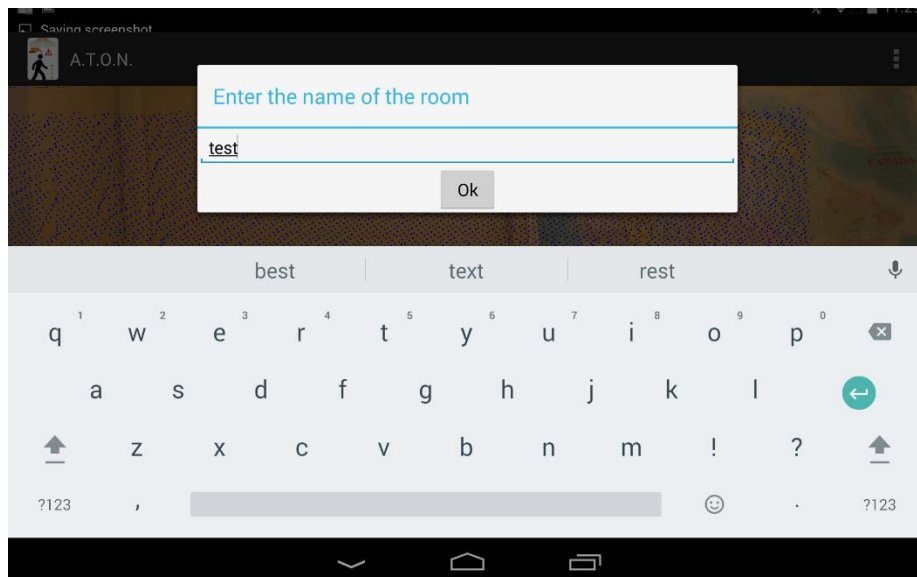 Saving screenshot
A.T.O.N.
Enter the name of the room
test
Ok
best text rest
q 1 w 2 e 3 r 4 t 5 y 6 u 7 i 8 o 9 p 0
a s d f g h j k l
z x c v b n m ! ?
?123 , . ?123